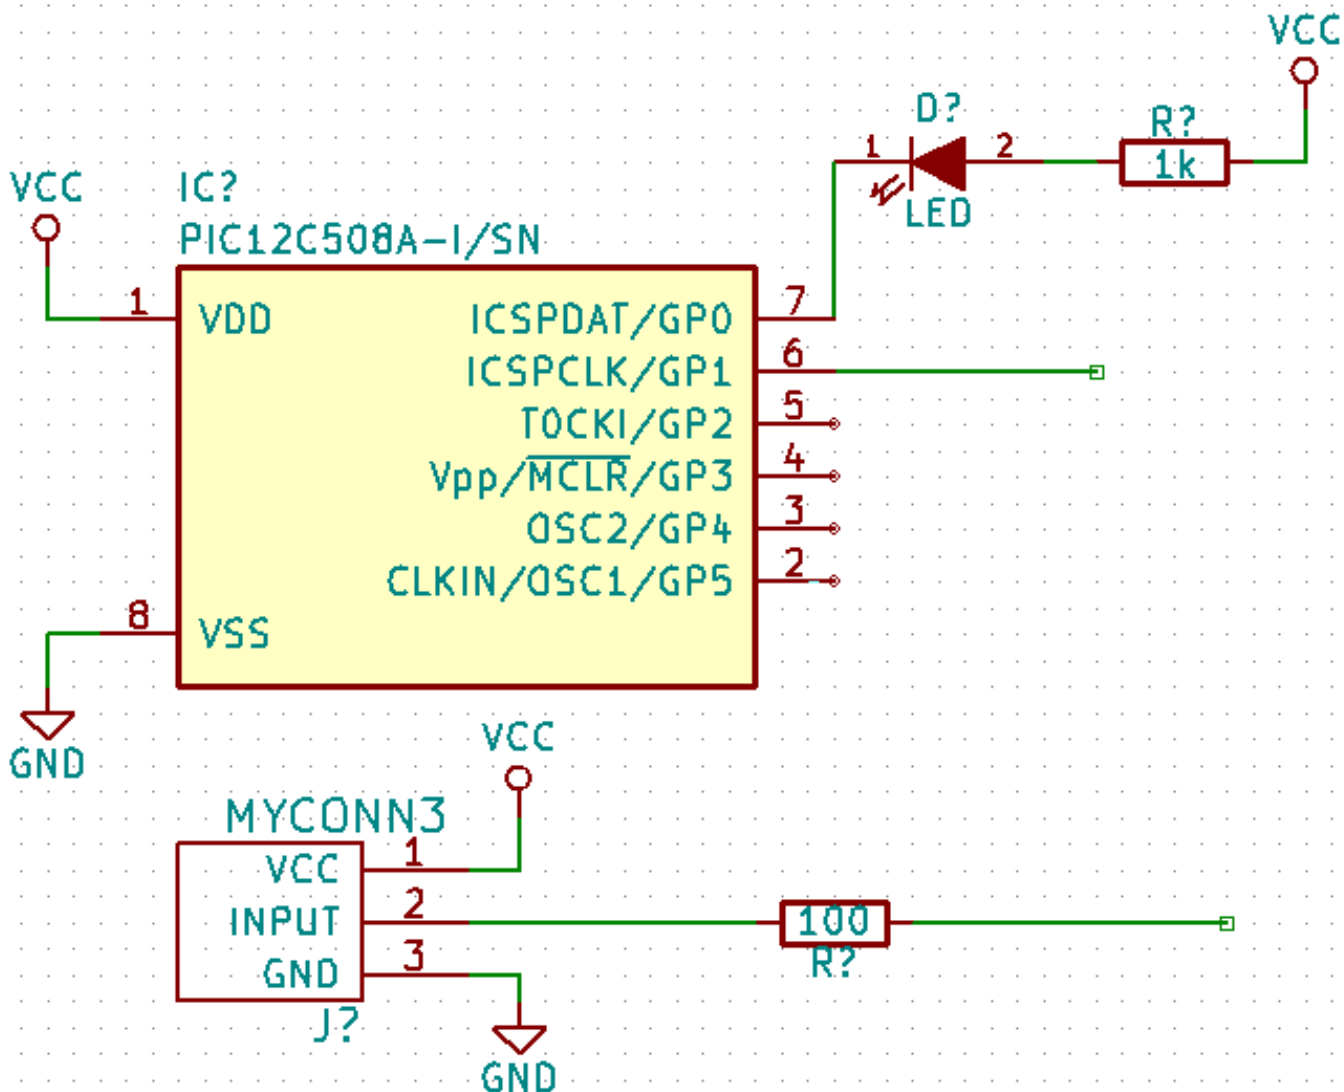 VCC
D?
R?
1 2 1k
LED
VCC
IC?
PIC12C508A-I/SN
1 VDD ICSPDAT/GP0 7
ICSPCLK/GP1 6
T0CKI/GP2 5
Vpp/MCLR/GP3 4
OSC2/GP4 3
CLKIN/OSC1/GP5 2
8 VSS
GND
VCC
MYCONN3
VCC 1
INPUT 2 100
GND 3 R?
J?
GND